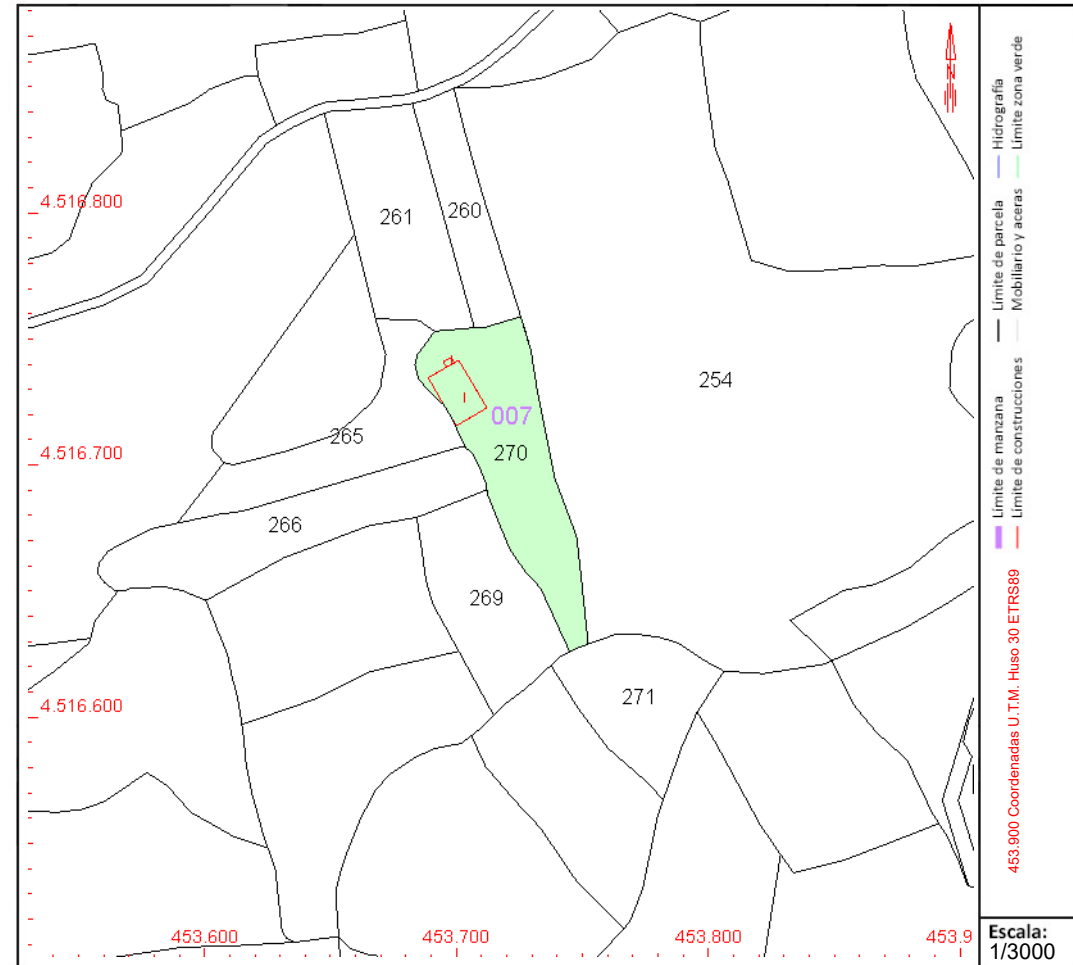 4.516.800
261
260
254
007
265
4.516.700
270
266
269
4.516.600
271
453.600
453.700
453.800
453.9
N
I
Límite de manzana
Límite de parcela
Hidrografía
Límite de construcciones
Mobiliario y aceras
Límite zona verde
453.900 Coordenadas U.T.M. Huso 30 ETRS89
Escala:
1/3000